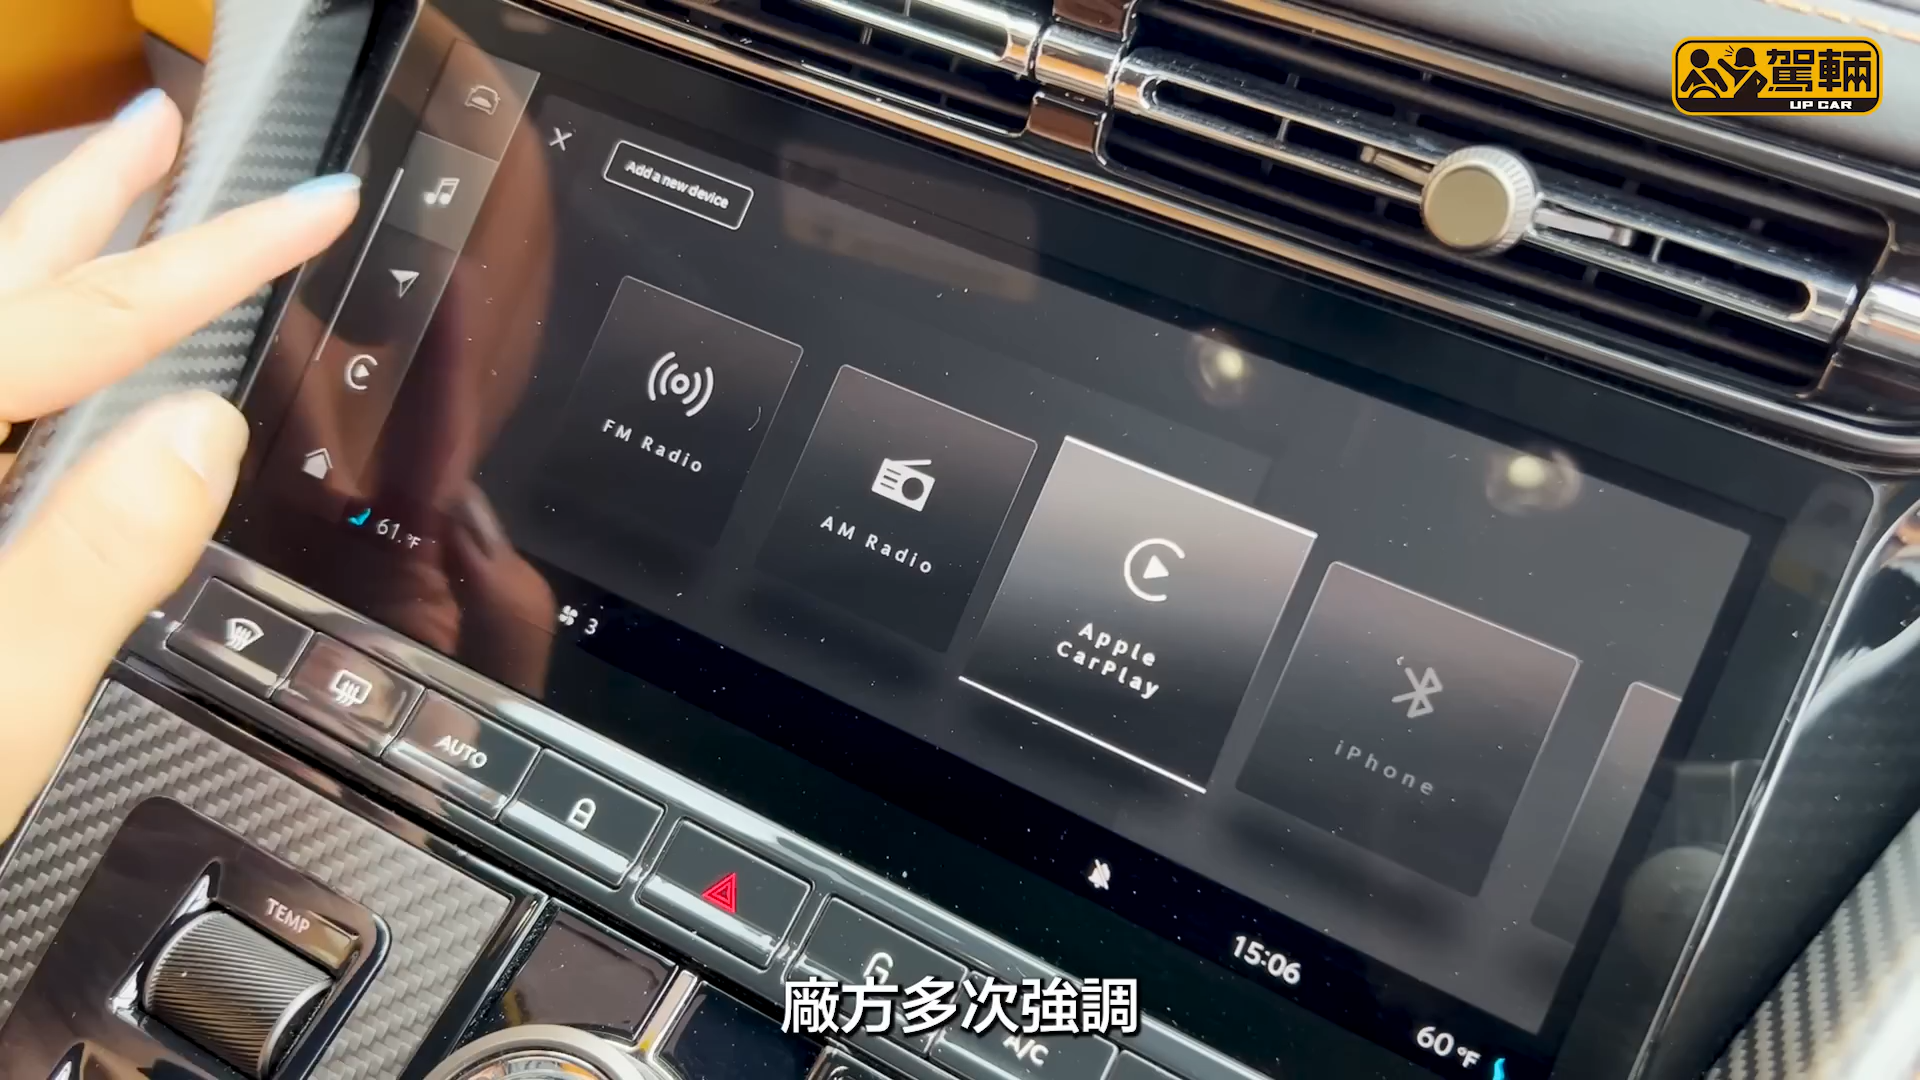 駕輛
UP CAR
Add a new device
FM Radio
AM Radio
Apple
CarPlay
iPhone
61.°F
3
AUTO
TEMP
15:06
60 °F
A/C
廠方多次強調